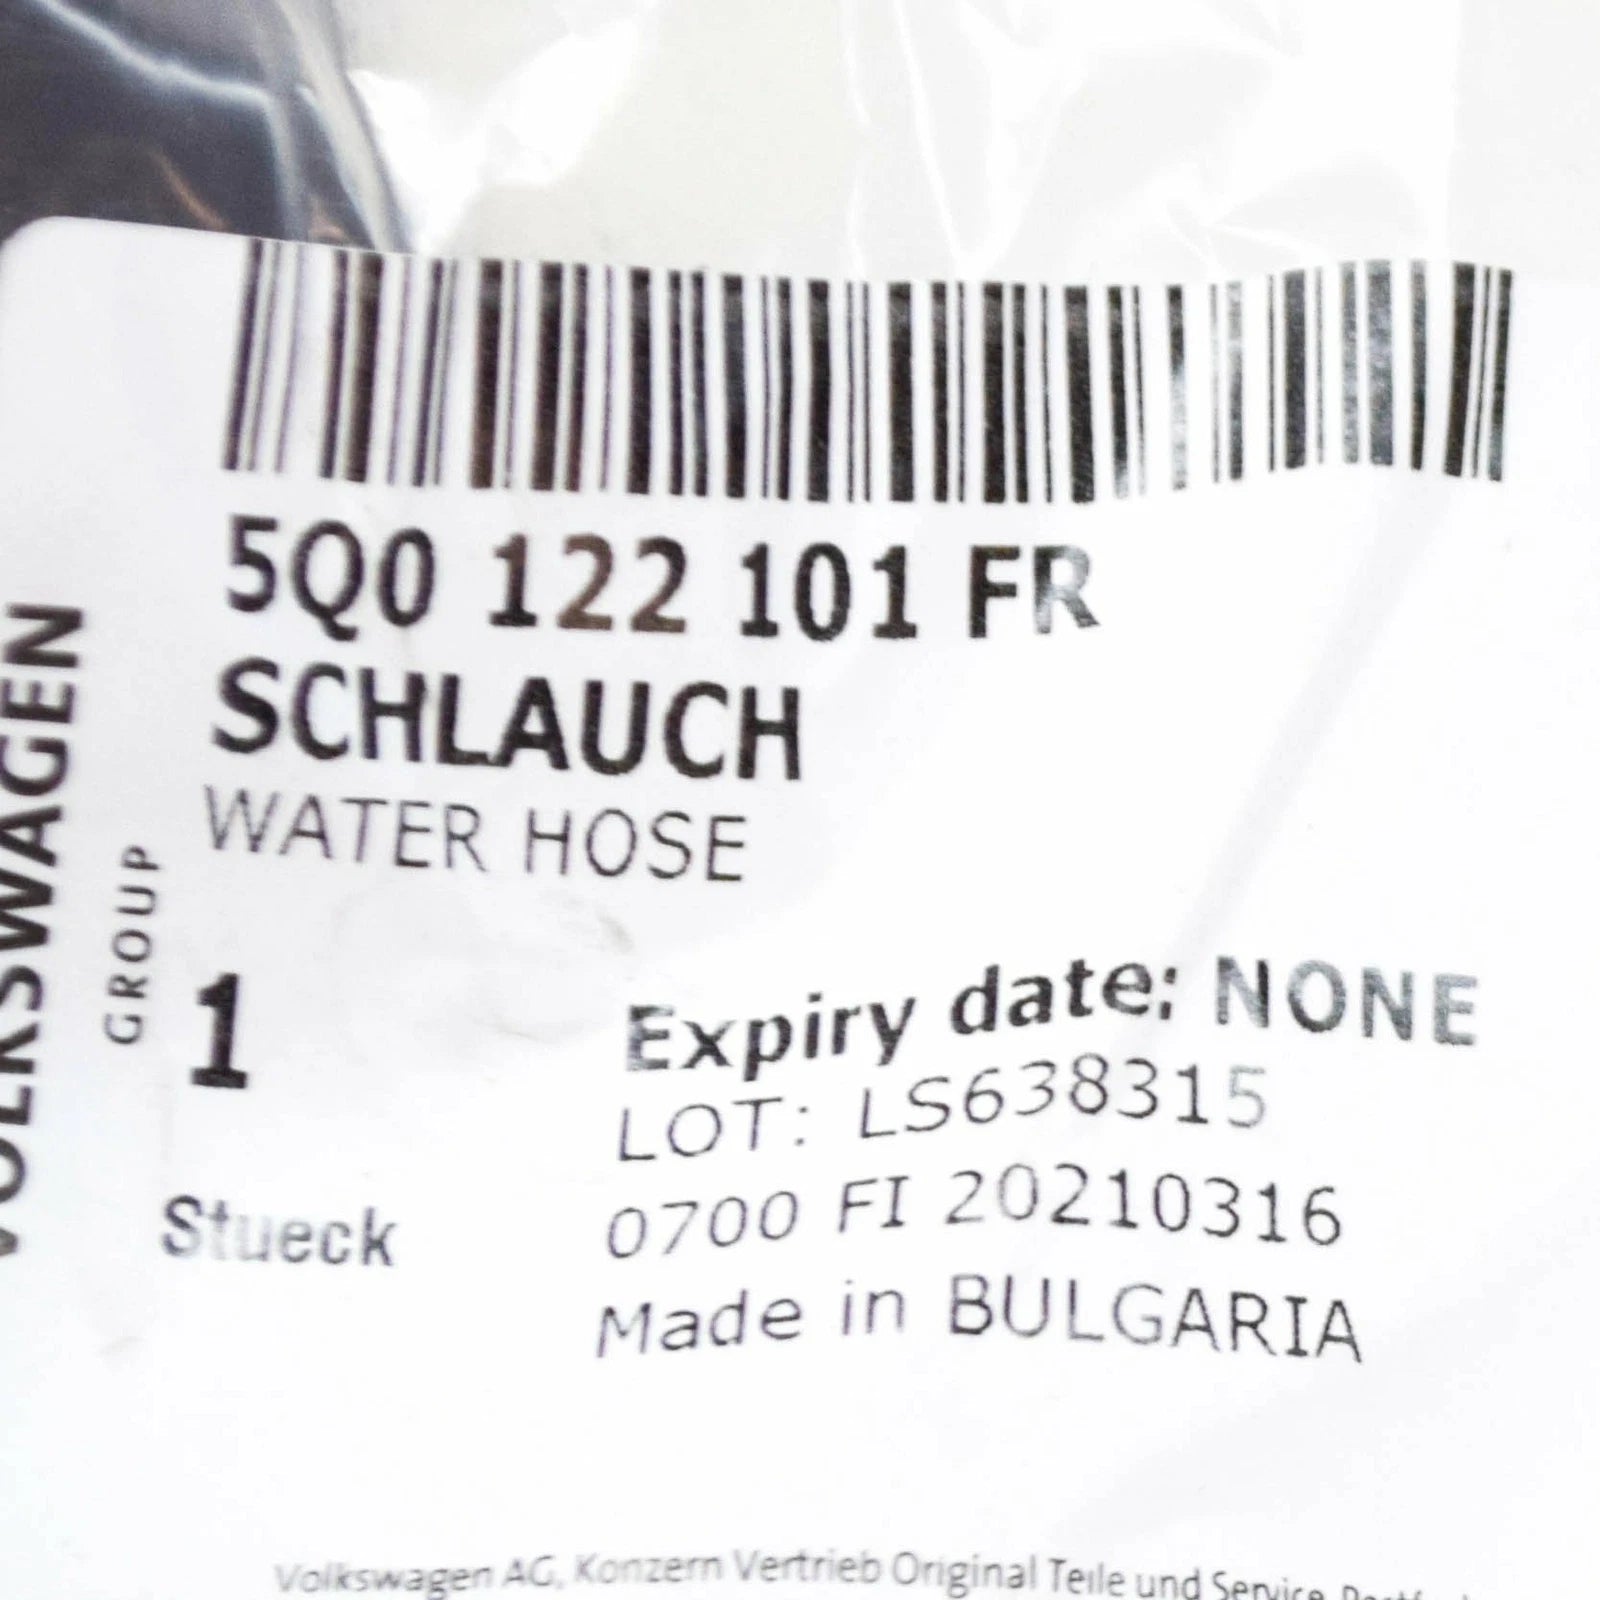 5Q0 122 101 FR
SCHLAUCH
WATER HOSE
VOLKSWAGEN
GROUP
1
Stueck
Expiry date: NONE
LOT: LS638315
0700 FI 20210316
Made in BULGARIA
Volkswagen AG, Konzern Vertrieb Original Teile und Service